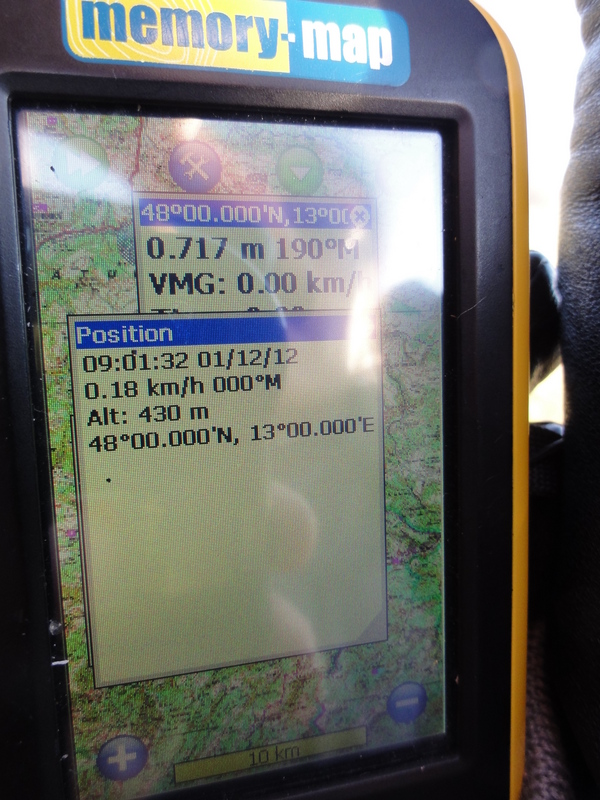 memory-map
48°00.000'N,13°00
0.717 m 190°M
VMG: 0.00 km/
Position
09:01:32 01/12/12
0.18 km/h 000°M
Alt: 430 m
48°00.000'N, 13°00.000'E
10 km